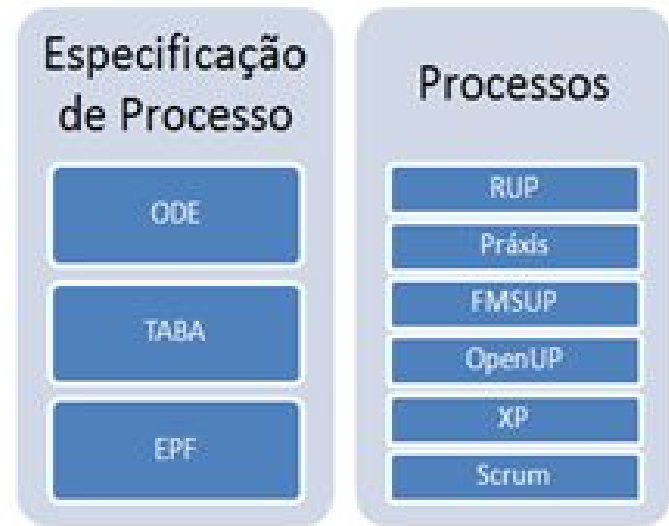 Especificação
de Processo
ODE
TABA
EPF
Processos
RUP
Práxis
FMSUP
OpenUP
XP
Scrum